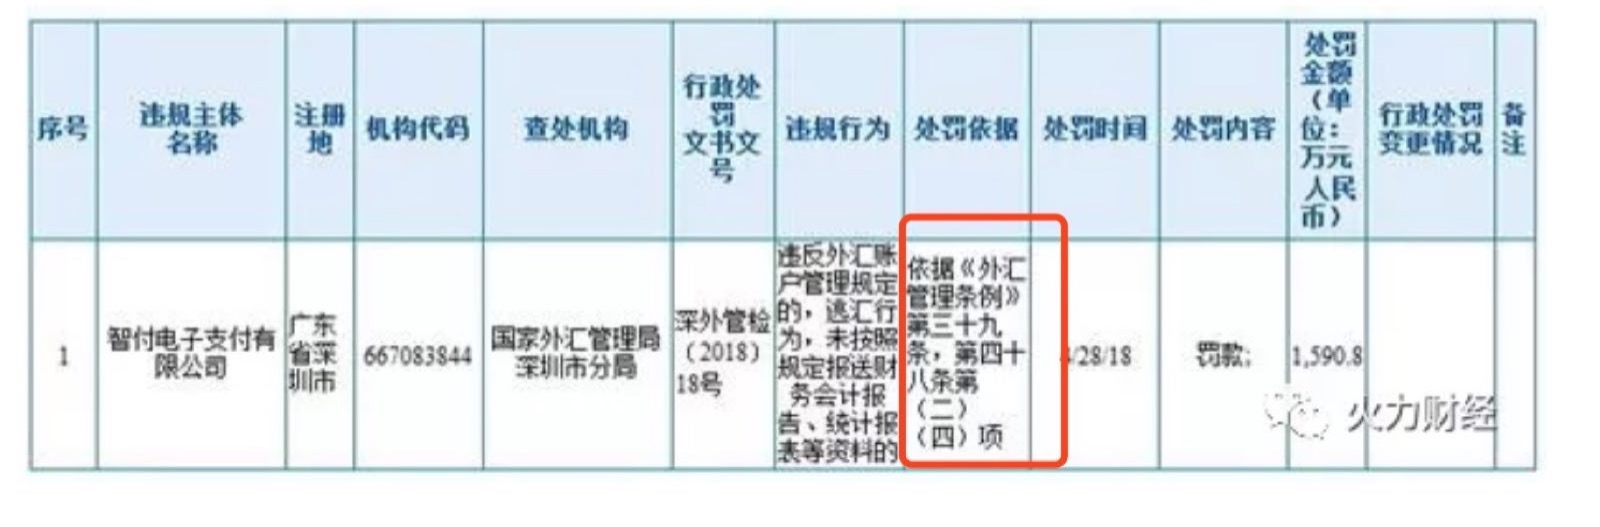 序号
违规主体
名称
注册
地
机构代码
查处机构
行政处
罚
文书文
号
违规行为
处罚依据
处罚时间
处罚内容
处罚
金额
（单
位：
万元
人民
币）
行政处罚
变更情况
备
注
1
智付电子支付有
限公司
广东
省深
圳市
667083844
国家外汇管理局
深圳市分局
深外管检
（2018）
18号
违反外汇账
户管理规定
的，逃汇行
为，未按照
规定报送财
务会计报
告、统计报
表等资料的
依据《外汇
管理条例》
第三十九
条，第四十
八条第
（二）
（四）项
/28/18
罚款;
1,590.8
火力财经